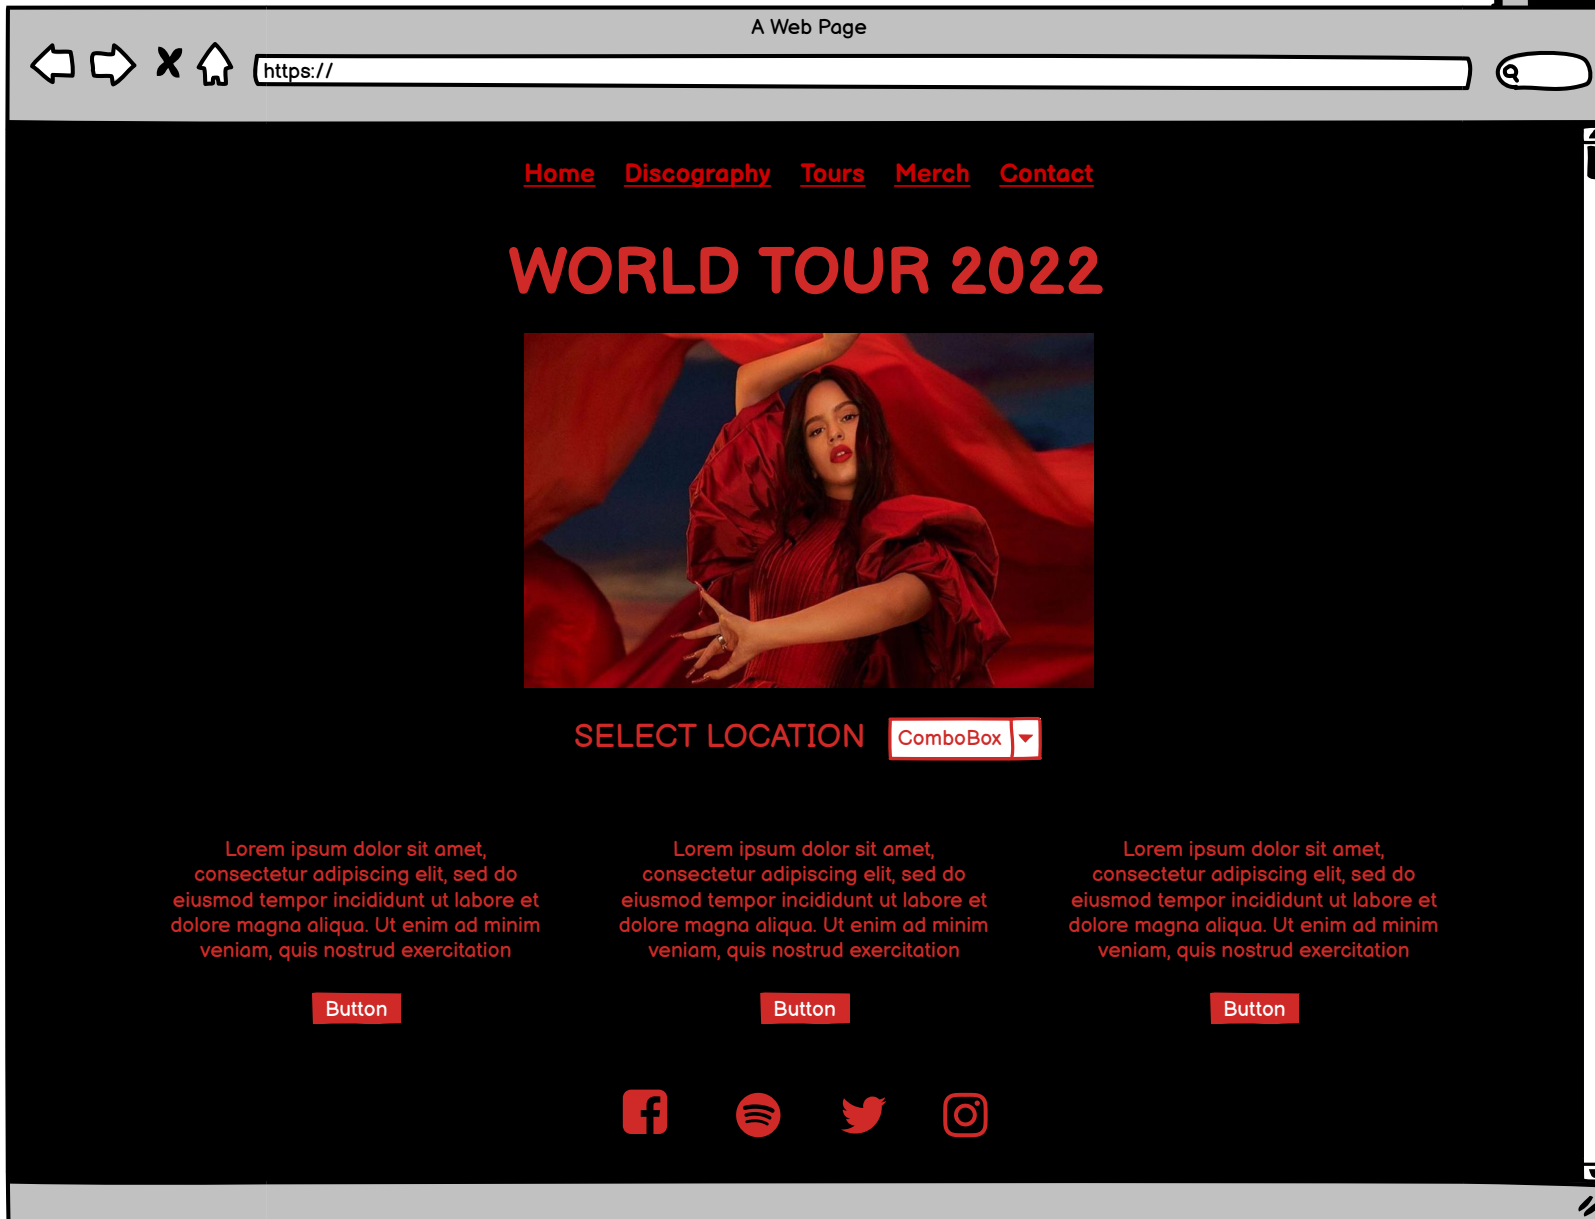 A Web Page
https://
Home Discography Tours Merch Contact
WORLD TOUR 2022
SELECT LOCATION ComboBox
Lorem ipsum dolor sit amet,
consectetur adipiscing elit, sed do
eiusmod tempor incididunt ut labore et
dolore magna aliqua. Ut enim ad minim
veniam, quis nostrud exercitation
Button
Lorem ipsum dolor sit amet,
consectetur adipiscing elit, sed do
eiusmod tempor incididunt ut labore et
dolore magna aliqua. Ut enim ad minim
veniam, quis nostrud exercitation
Button
Lorem ipsum dolor sit amet,
consectetur adipiscing elit, sed do
eiusmod tempor incididunt ut labore et
dolore magna aliqua. Ut enim ad minim
veniam, quis nostrud exercitation
Button